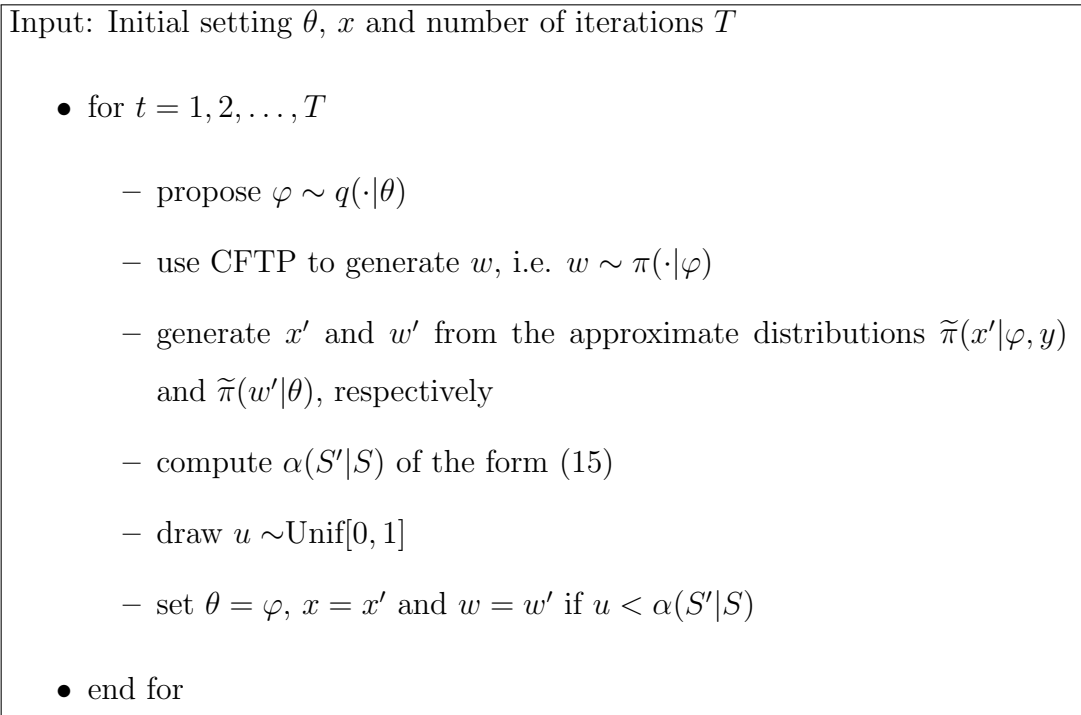 Input: Initial setting θ, x and number of iterations T
• for t = 1, 2, . . . , T
– propose φ ∼ q(·|θ)
– use CFTP to generate w, i.e. w ∼ π(·|φ)
– generate x′ and w′ from the approximate distributions π̃(x′|φ, y)
and π̃(w′|θ), respectively
– compute α(S′|S) of the form (15)
– draw u ∼Unif[0, 1]
– set θ = φ, x = x′ and w = w′ if u < α(S′|S)
• end for